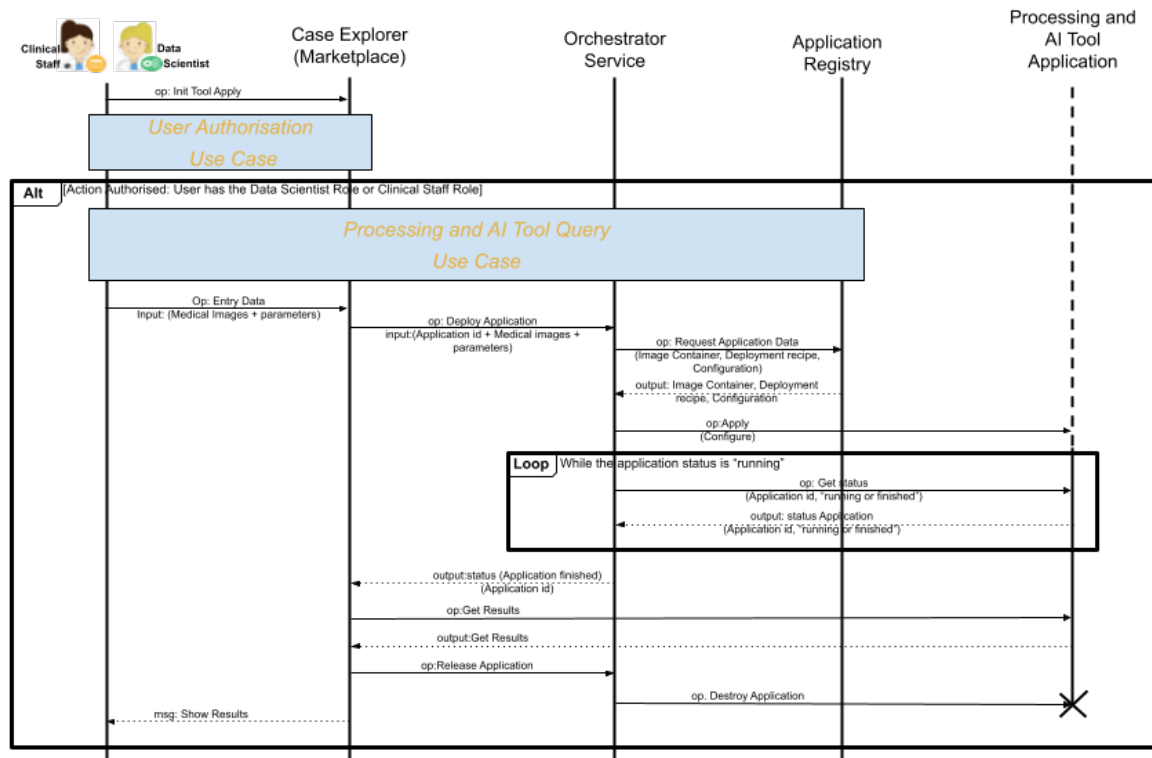 Clinical
Staff
Data
Scientist
Case Explorer
(Marketplace)
Orchestrator
Service
Application
Registry
Processing and
AI Tool
Application
op: Init Tool Apply
User Authorisation
Use Case
Alt
[Action Authorised: User has the Data Scientist Role or Clinical Staff Role]
Processing and AI Tool Query
Use Case
Op: Entry Data
Input: (Medical Images + parameters)
op: Deploy Application
input:(Application id + Medical images +
parameters)
op: Request Application Data
(Image Container, Deployment recipe,
Configuration)
output: Image Container, Deployment
recipe, Configuration
op:Apply
(Configure)
Loop
While the application status is “running”
op: Get status
(Application id, “running or finished”)
output: status Application
(Application id, “running or finished”)
output:status (Application finished)
(Application id)
op:Get Results
output:Get Results
op:Release Application
op. Destroy Application
msg: Show Results